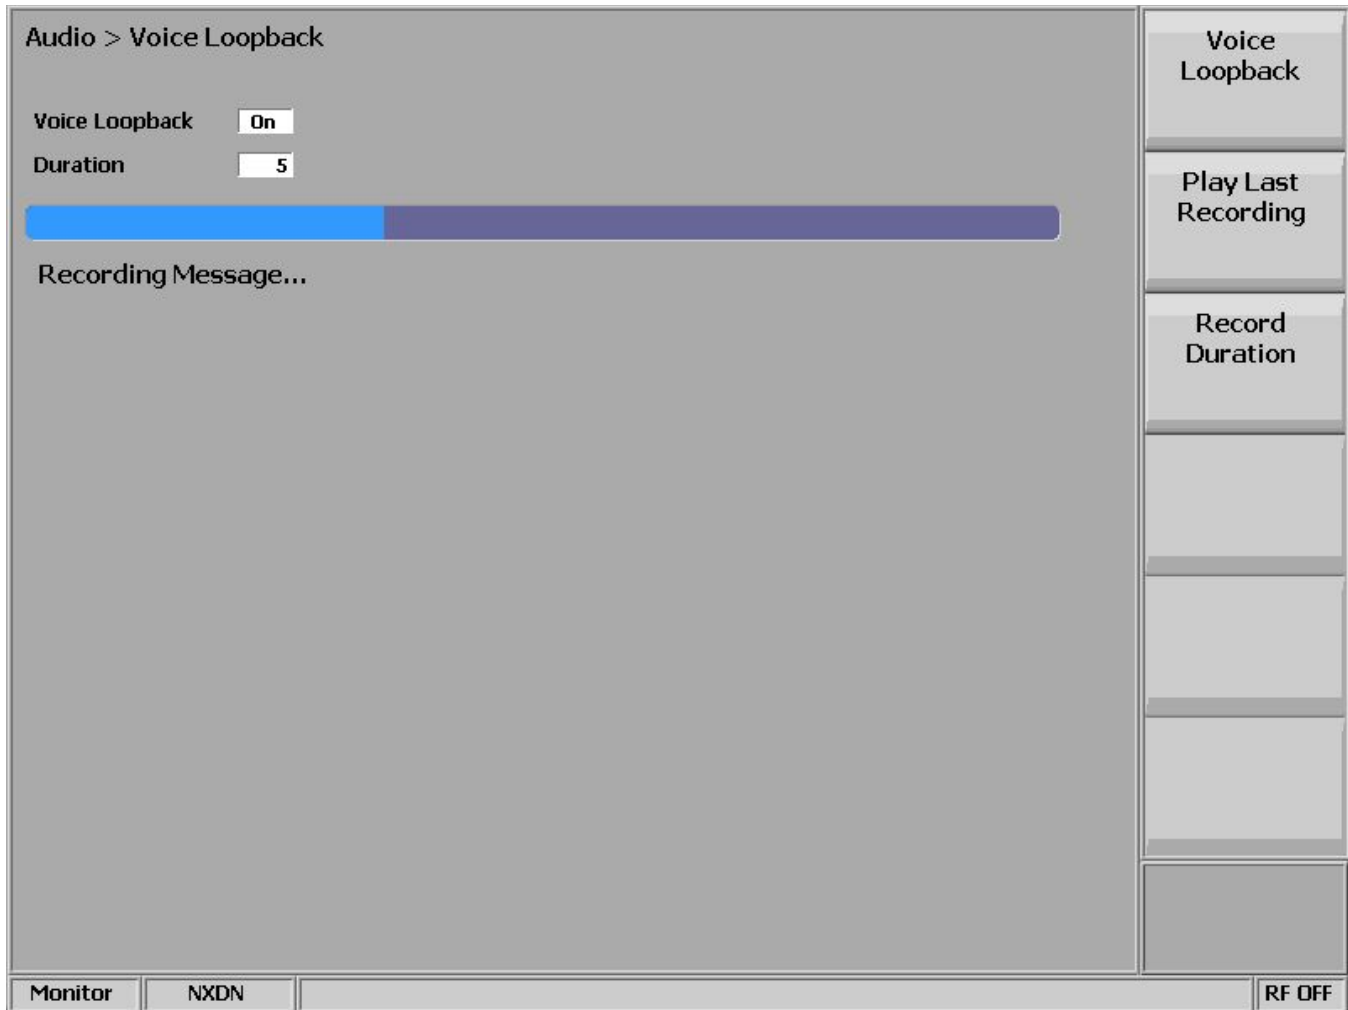 Audio > Voice Loopback
Voice Loopback On
Duration 5
Recording Message...
Voice
Loopback
Play Last
Recording
Record
Duration
Monitor NXDN RF OFF